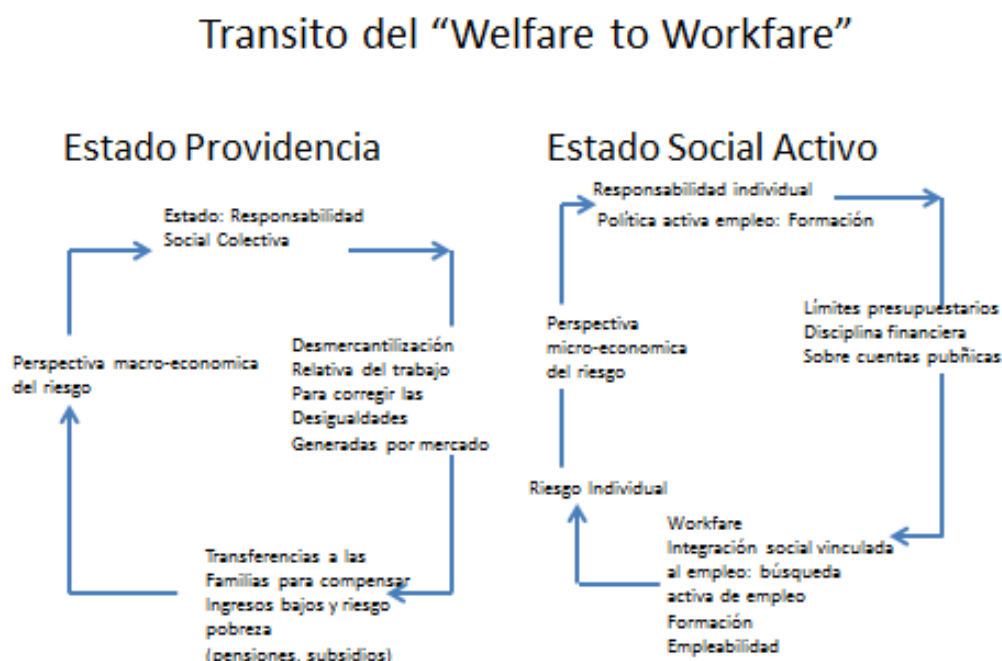 Transito del “Welfare to Workfare”
Estado Providencia
Estado: Responsabilidad
Social Colectiva
Desmercantilización
Relativa del trabajo
Para corregir las
Desigualdades
Generadas por mercado
Transferencias a las
Familias para compensar
Ingresos bajos y riesgo
pobreza
(pensiones, subsidios)
Perspectiva macro-economica
del riesgo
Estado Social Activo
Responsabilidad individual
Política activa empleo: Formación
Límites presupuestarios
Disciplina financiera
Sobre cuentas pubñicas
Workfare
Integración social vinculada
al empleo: búsqueda
activa de empleo
Formación
Empleabilidad
Riesgo Individual
Perspectiva
micro-economica
del riesgo